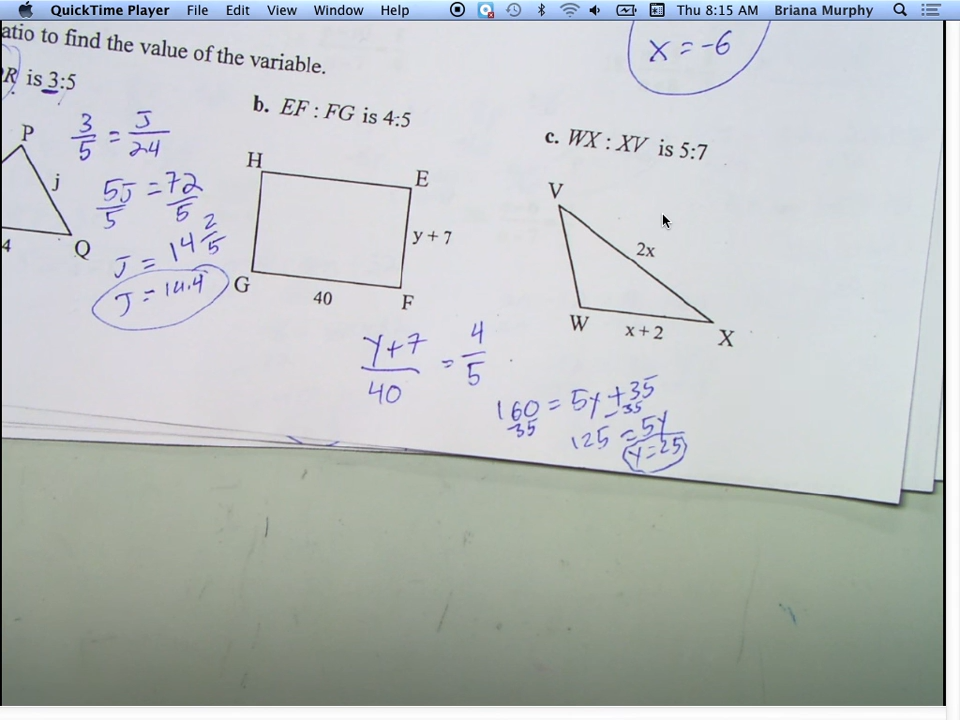 QuickTime Player File Edit View Window Help Thu 8:15 AM Briana Murphy
atio to find the value of the variable.
X = -6
R is 3:5
P
j
Q
4
3/5 = J/24
5J/5 = 72/5
J = 14 2/5
J = 14.4
b. EF : FG is 4:5
H
E
y + 7
G
40
F
y+7/40 = 4/5
160 = 5y + 35
-35 -35
125 = 5y
y = 25
c. WX : XV is 5:7
V
2x
W
x + 2
X